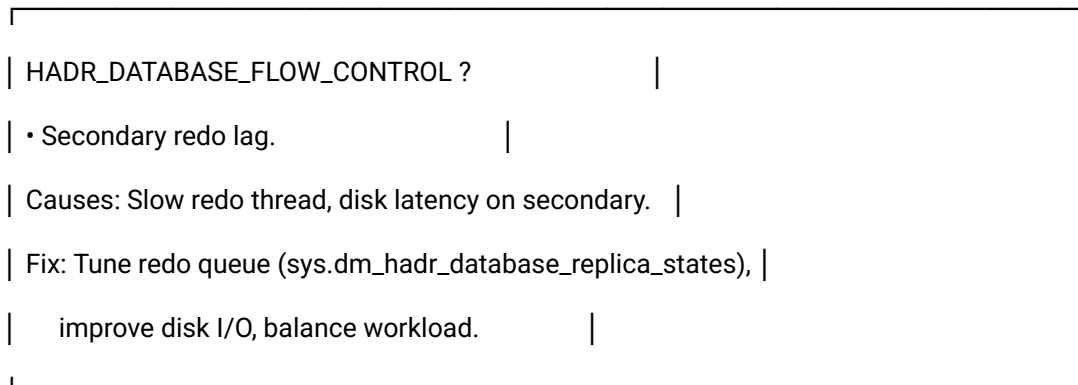 ┌──────────────────────────────────────────────
│ HADR_DATABASE_FLOW_CONTROL ? │
│ • Secondary redo lag. │
│ Causes: Slow redo thread, disk latency on secondary. │
│ Fix: Tune redo queue (sys.dm_hadr_database_replica_states), │
│ improve disk I/O, balance workload. │